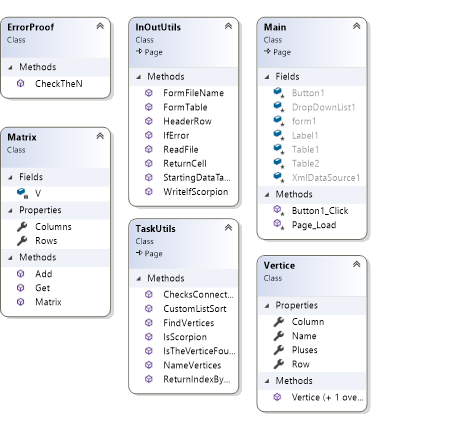 ErrorProof
Class
Methods
CheckTheN
Matrix
Class
Fields
V
Properties
Columns
Rows
Methods
Add
Get
Matrix
InOutUtils
Class
Page
Methods
FormFileName
FormTable
HeaderRow
IfError
ReadFile
ReturnCell
StartingDataTa...
WriteIfScorpion
TaskUtils
Class
Page
Methods
ChecksConnect...
CustomListSort
FindVertices
IsScorpion
IsTheVerticeFou...
NameVertices
ReturnIndexBy...
Main
Class
Page
Fields
Button1
DropDownList1
form1
Label1
Table1
Table2
XmlDataSource1
Methods
Button1_Click
Page_Load
Vertice
Class
Properties
Column
Name
Pluses
Row
Methods
Vertice (+ 1 ove...